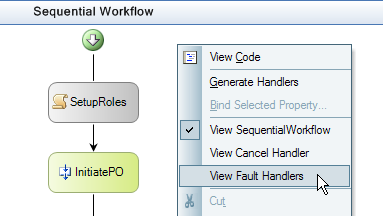 Sequential Workflow
SetupRoles
InitiatePO
View Code
Generate Handlers
Bind Selected Property...
View SequentialWorkflow
View Cancel Handler
View Fault Handlers
Cut